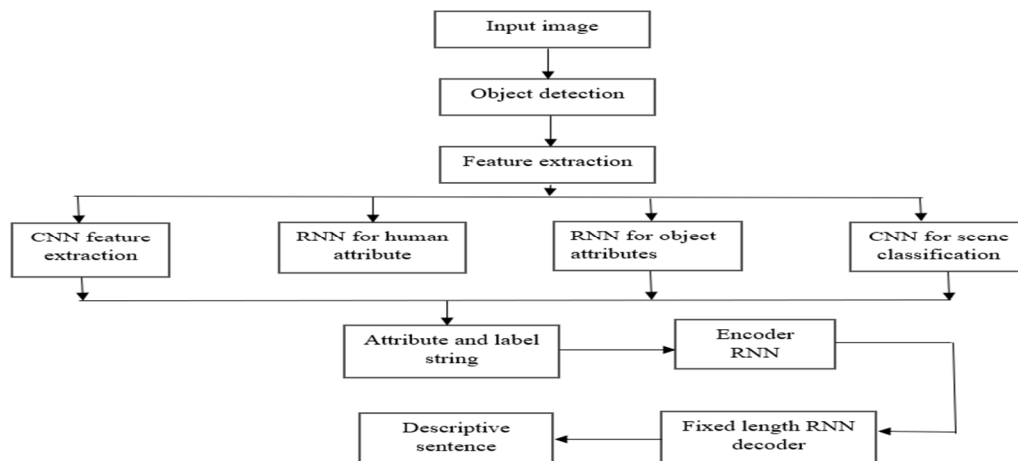 Input image
Object detection
Feature extraction
CNN feature
extraction
RNN for human
attribute
RNN for object
attributes
CNN for scene
classification
Attribute and label
string
Encoder
RNN
Descriptive
sentence
Fixed length RNN
decoder